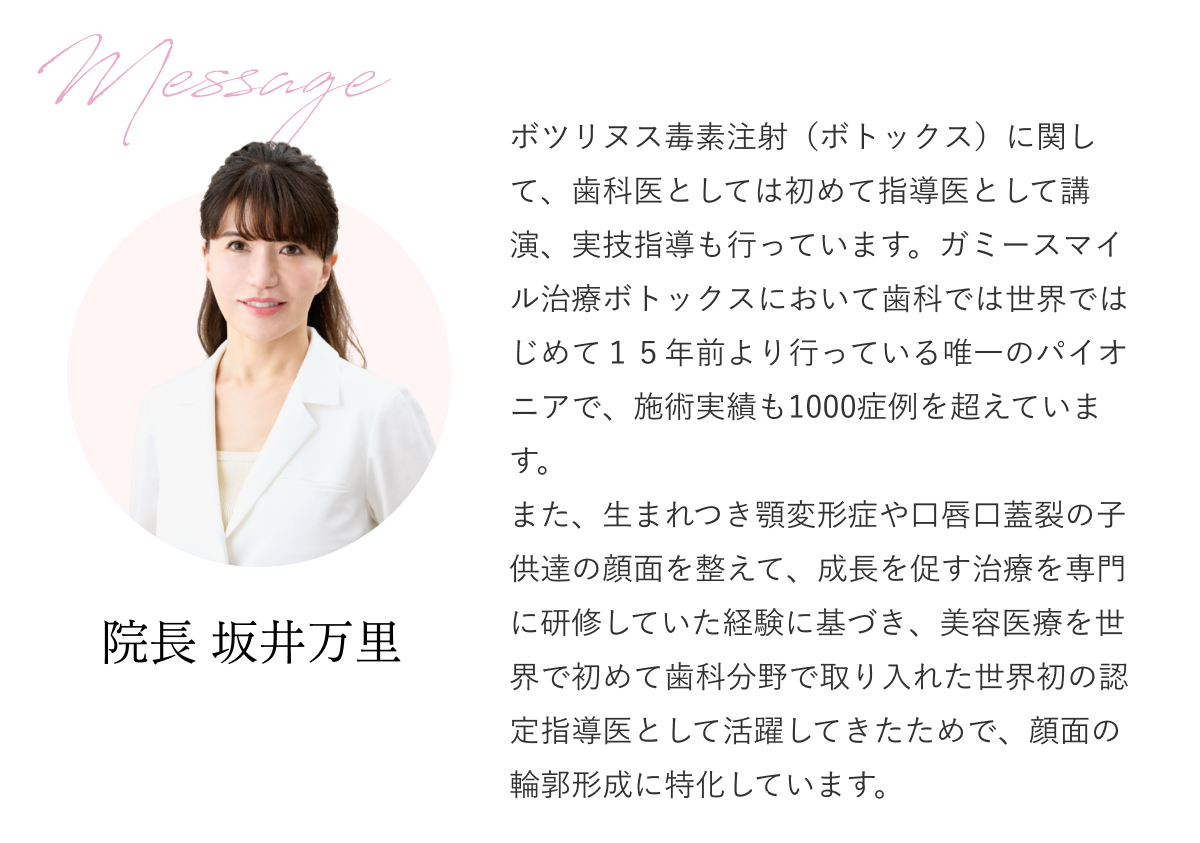 Message
ボツリヌス毒素注射（ボトックス）に関し
て、歯科医としては初めて指導医として講
演、実技指導も行っています。ガミースマイ
ル治療ボトックスにおいて歯科では世界では
じめて１５年前より行っている唯一のパイオ
ニアで、施術実績も1000症例を超えていま
す。
また、生まれつき顎変形症や口唇口蓋裂の子
供達の顔面を整えて、成長を促す治療を専門
に研修していた経験に基づき、美容医療を世
界で初めて歯科分野で取り入れた世界初の認
定指導医として活躍してきたためで、顔面の
輪郭形成に特化しています。
院長 坂井万里